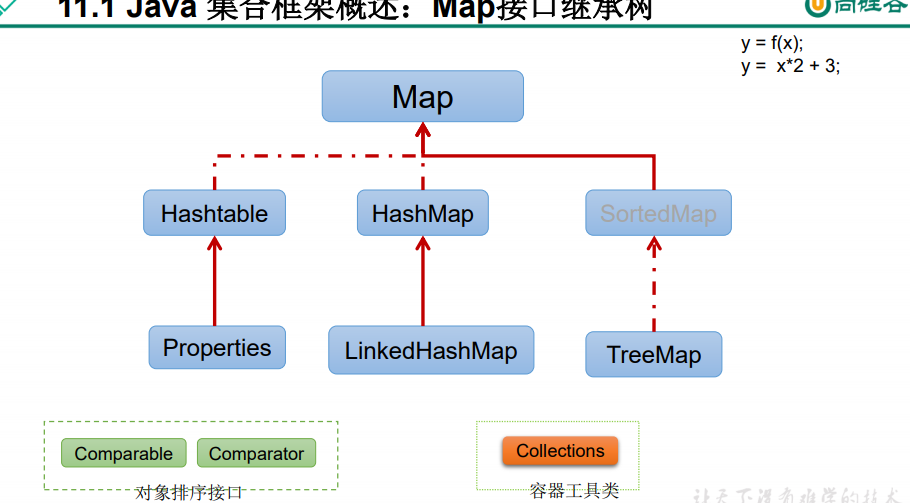 11.1 Java 集合框架概述：Map接口继承树
尚硅谷
y = f(x);
y = x*2 + 3;
Map
Hashtable
HashMap
SortedMap
Properties
LinkedHashMap
TreeMap
Comparable
Comparator
对象排序接口
Collections
容器工具类
让天下没有难学的技术